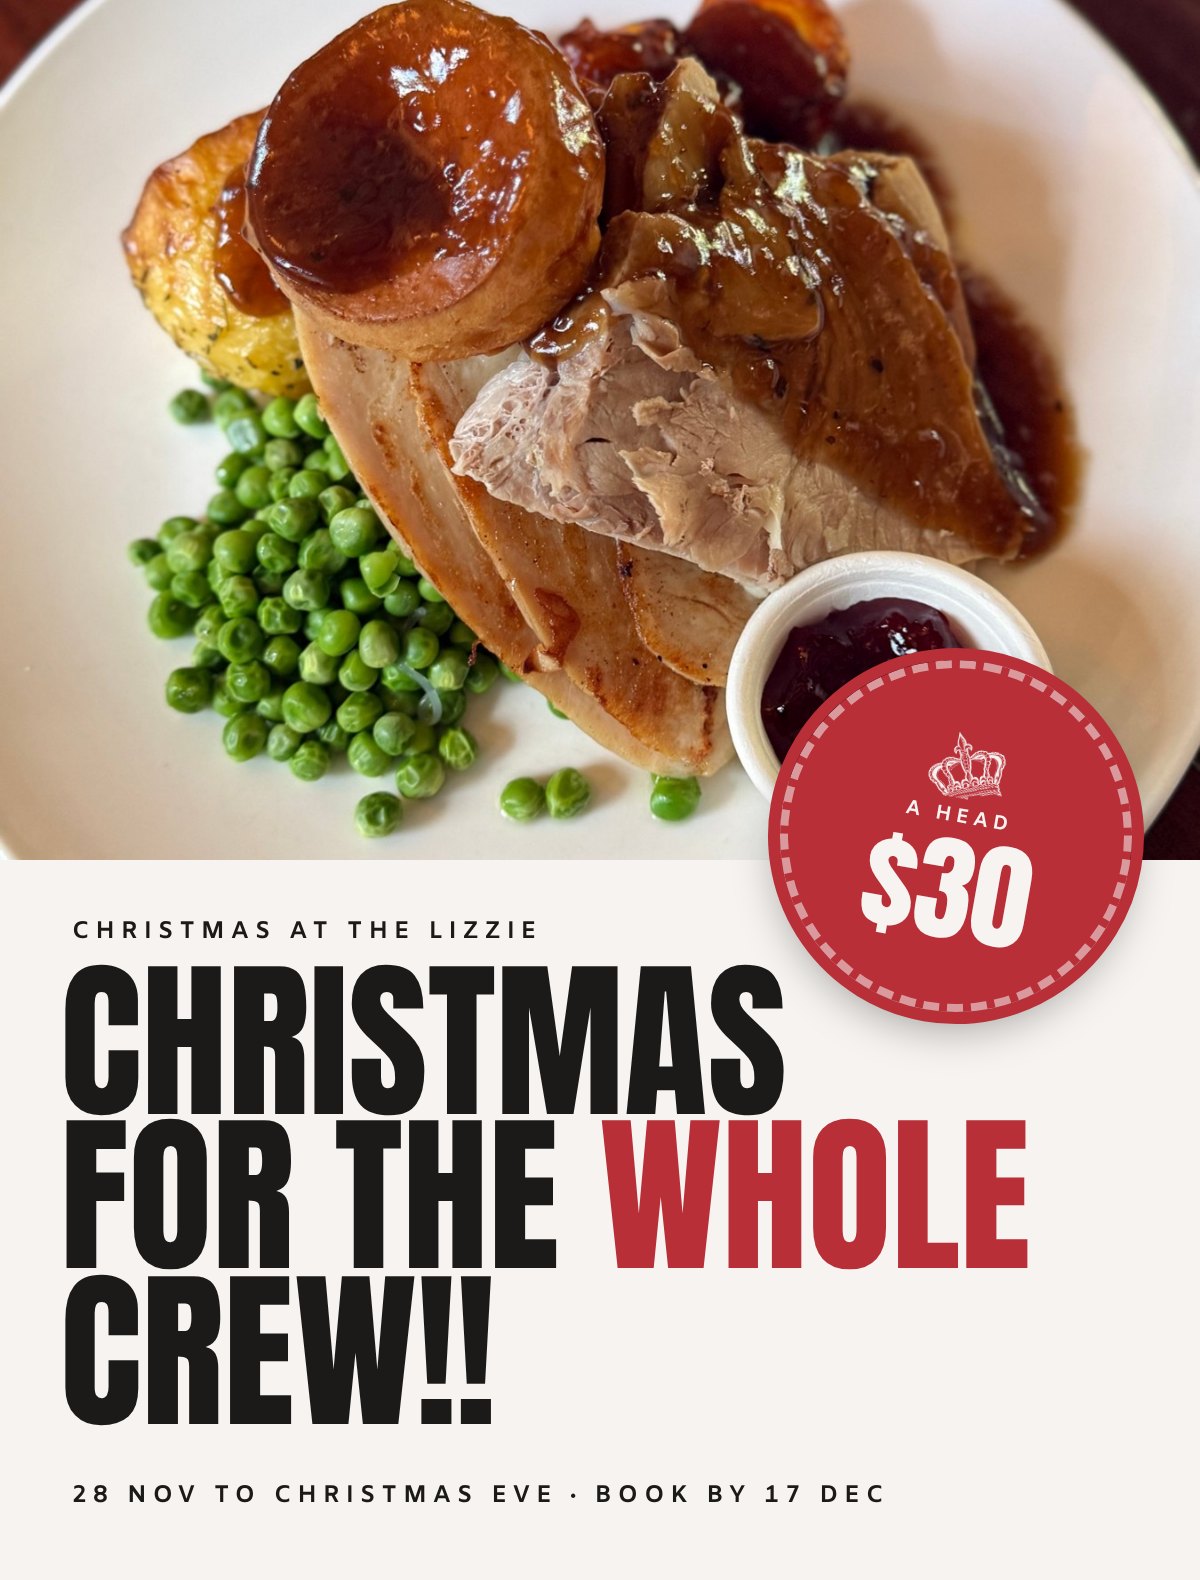 A HEAD
$30
CHRISTMAS AT THE LIZZIE
CHRISTMAS
FOR THE WHOLE
CREW!!
28 NOV TO CHRISTMAS EVE · BOOK BY 17 DEC